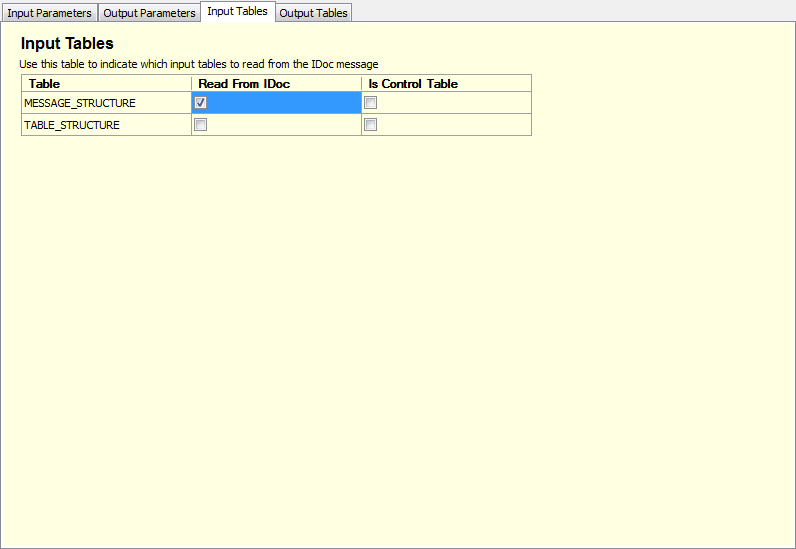 Input Parameters Output Parameters Input Tables Output Tables
Input Tables
Use this table to indicate which input tables to read from the IDoc message
Table Read From IDoc Is Control Table
MESSAGE_STRUCTURE
TABLE_STRUCTURE